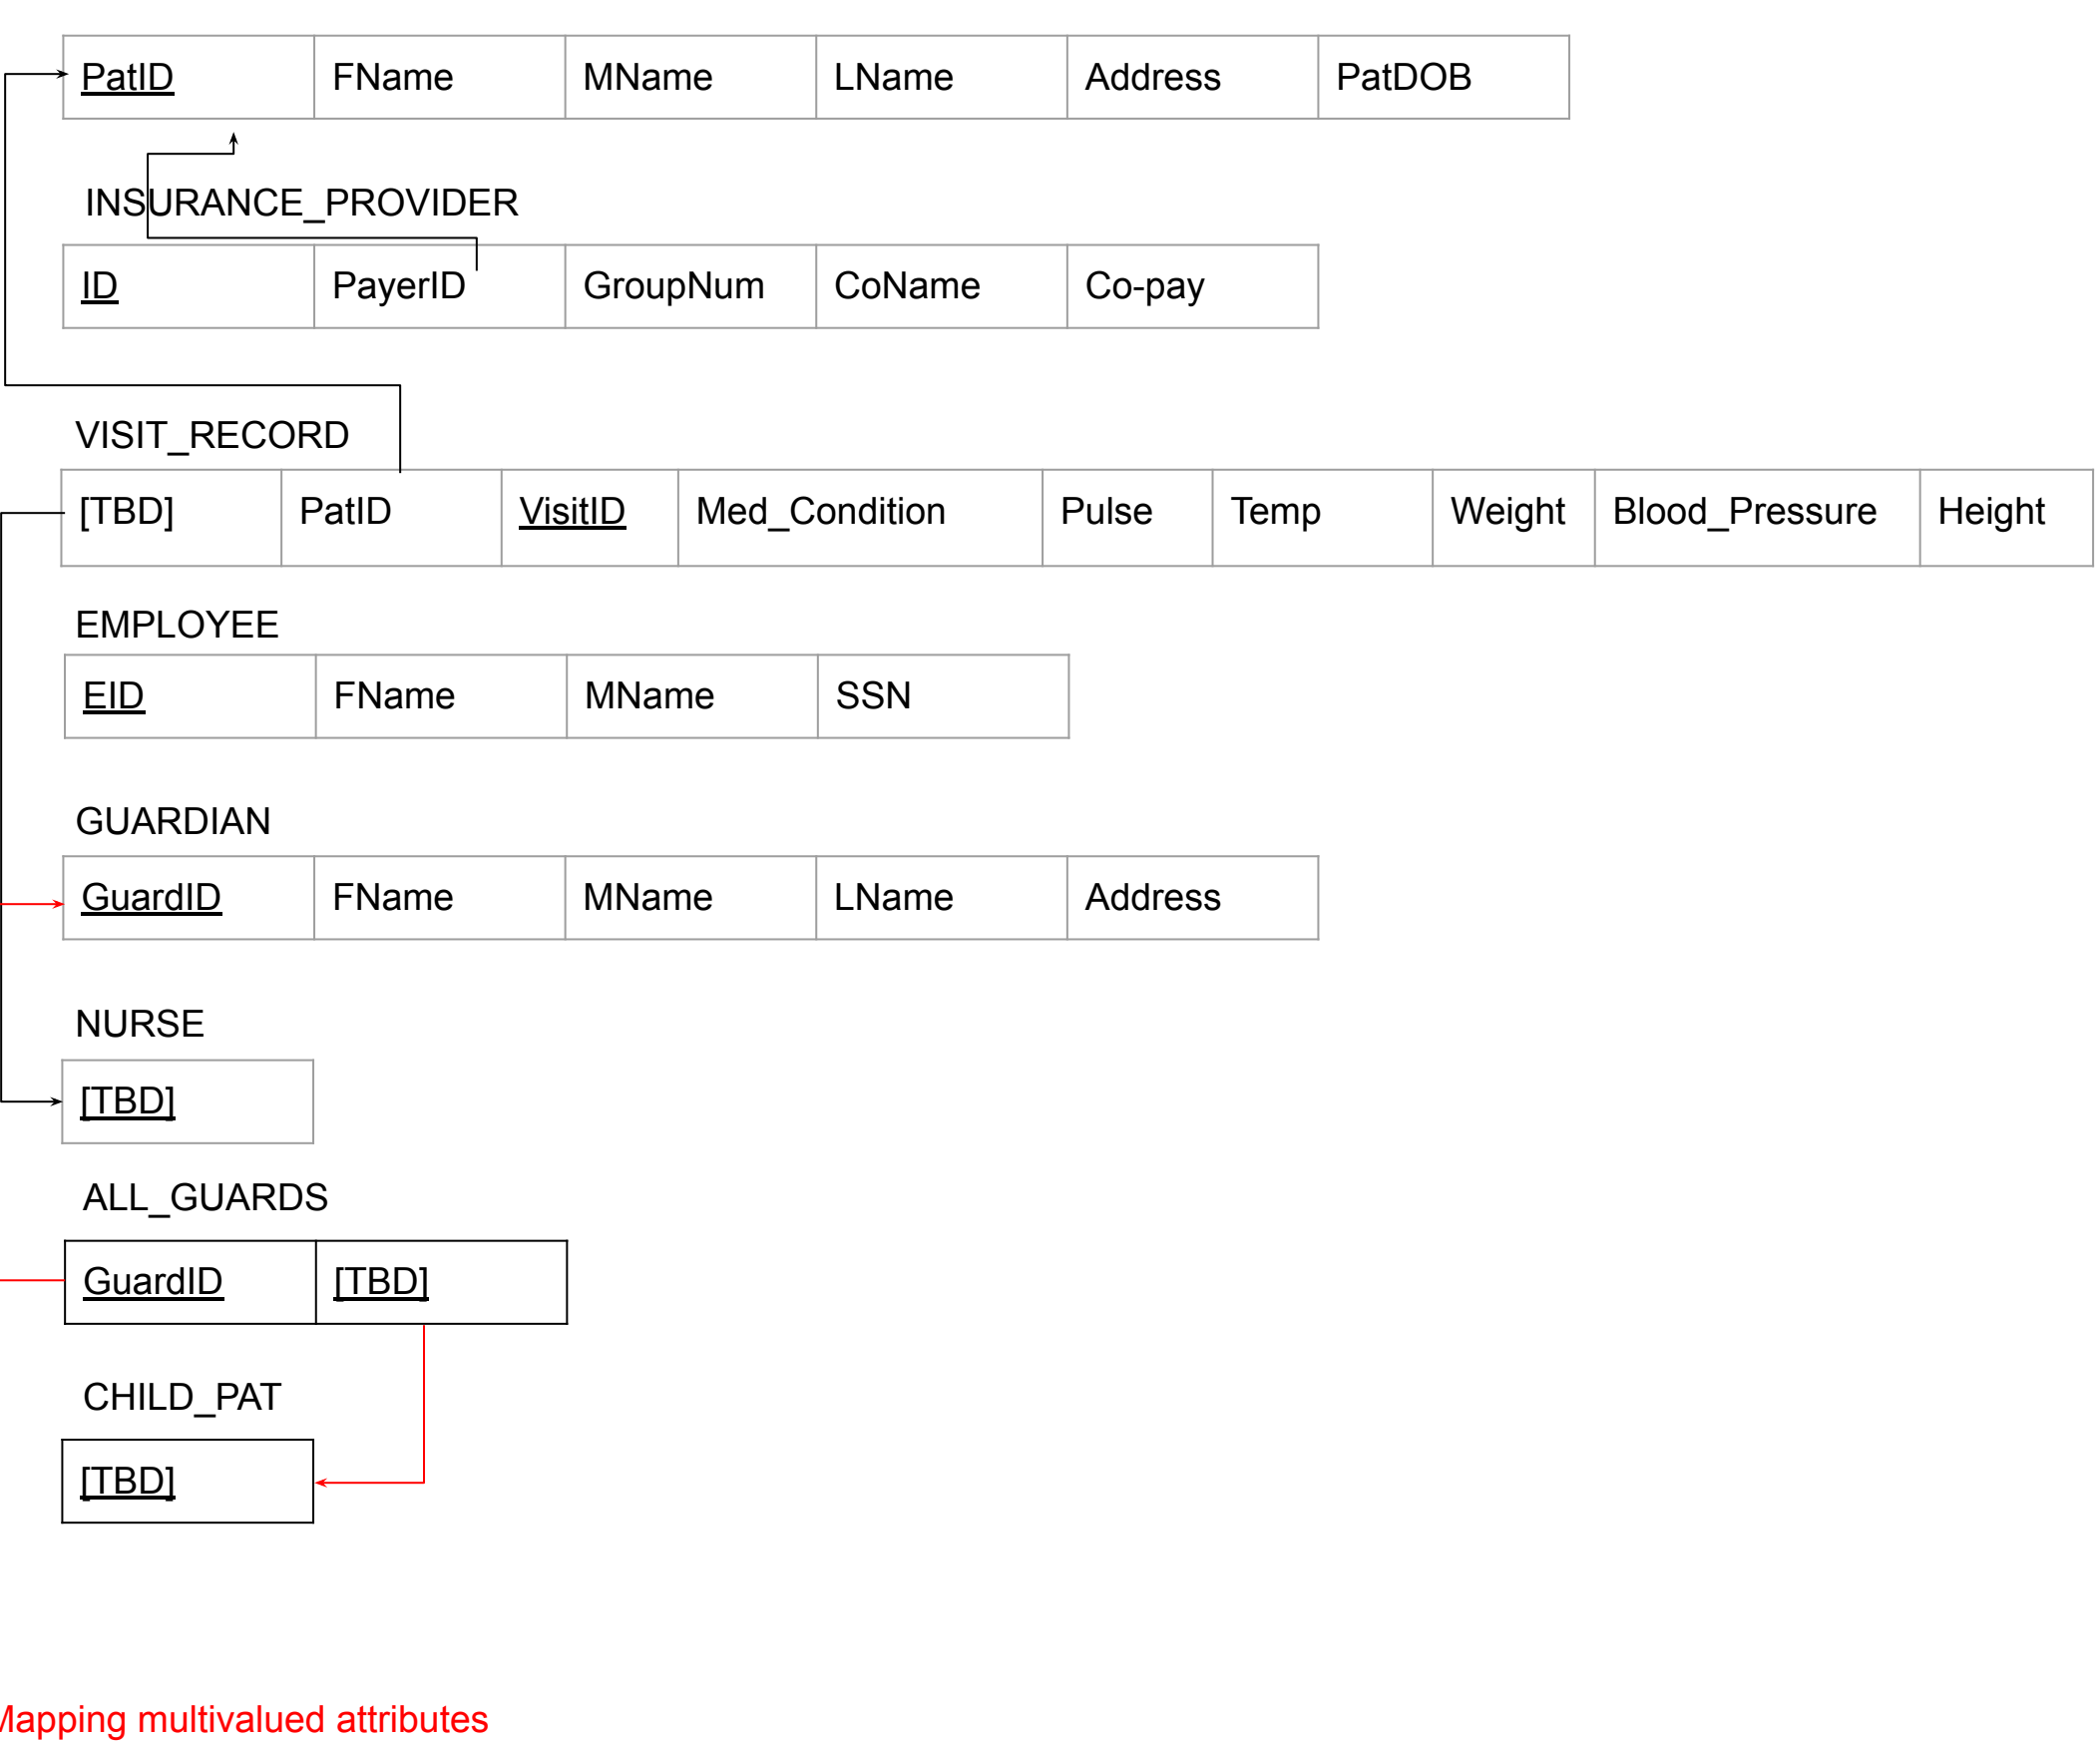 PatID FName MName LName Address PatDOB
INSURANCE_PROVIDER
ID PayerID GroupNum CoName Co-pay
VISIT_RECORD
[TBD] PatID VisitID Med_Condition Pulse Temp Weight Blood_Pressure Height
EMPLOYEE
EID FName MName SSN
GUARDIAN
GuardID FName MName LName Address
NURSE
[TBD]
ALL_GUARDS
GuardID [TBD]
CHILD_PAT
[TBD]
Mapping multivalued attributes